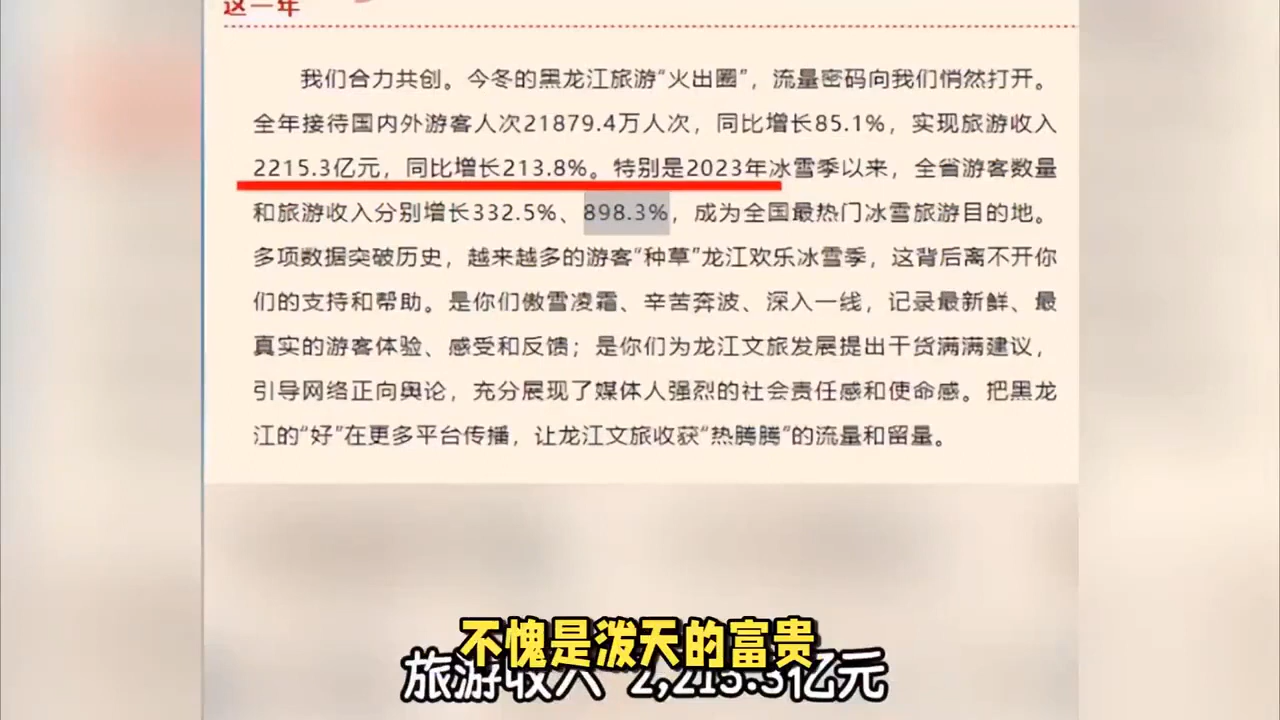 这一年
我们合力共创。今冬的黑龙江旅游“火出圈”，流量密码向我们悄然打开。
全年接待国内外游客人次21879.4万人次，同比增长85.1%，实现旅游收入
2215.3亿元，同比增长213.8%。特别是2023年冰雪季以来，全省游客数量
和旅游收入分别增长332.5%、898.3%，成为全国最热门冰雪旅游目的地。
多项数据突破历史，越来越多的游客“种草”龙江欢乐冰雪季，这背后离不开你
们的支持和帮助。是你们傲雪凌霜、辛苦奔波、深入一线，记录最新鲜、最
真实的游客体验、感受和反馈；是你们为龙江文旅发展提出干货满满建议，
引导网络正向舆论，充分展现了媒体人强烈的社会责任感和使命感。把黑龙
江的“好”在更多平台传播，让龙江文旅收获“热腾腾”的流量和留量。
不愧是泼天的富贵
旅游收入 2,215.3亿元